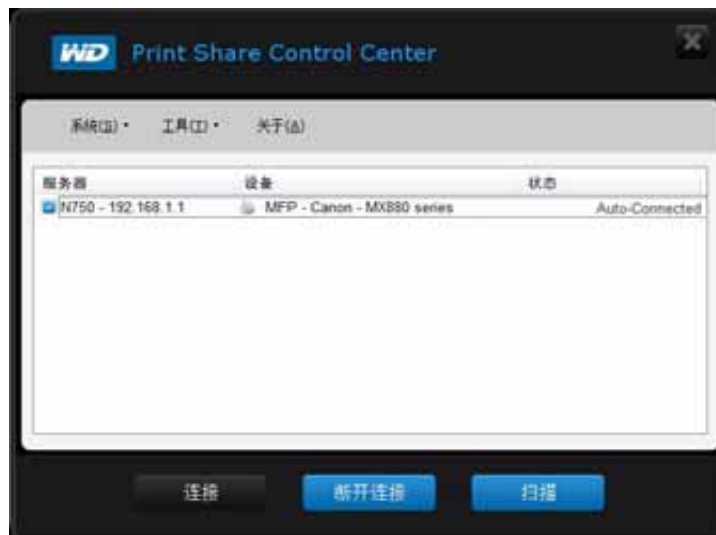 WD Print Share Control Center
系统(S) 工具(T) 关于(A)
服务器 设备 状态
N750 - 192.168.1.1 MFP - Canon - MX880 series Auto-Connected
连接 断开连接 扫描